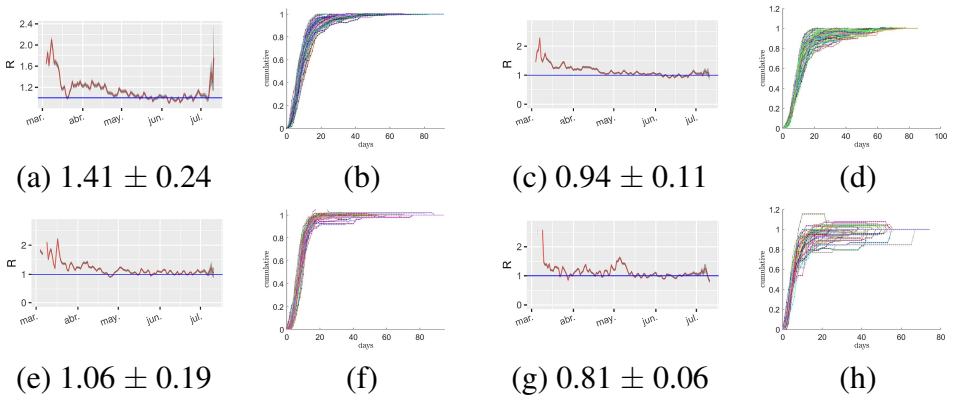 2.4
2.0
1.6
1.2
R
mar.
abr.
may.
jun.
jul.
1
0.8
0.6
0.4
0.2
0
cumulative
0
20
40
60
80
days
2
1
0
R
mar.
abr.
may.
jun.
jul.
1.2
1
0.8
0.6
0.4
0.2
0
cumulative
0
20
40
60
80
100
days
(a) 1.41 ± 0.24
(b)
(c) 0.94 ± 0.11
(d)
2
1
0
R
mar.
abr.
may.
jun.
jul.
1
0.8
0.6
0.4
0.2
0
cumulative
0
20
40
60
80
days
2
1
0
R
mar.
abr.
may.
jun.
jul.
1.2
1
0.8
0.6
0.4
0.2
0
cumulative
0
20
40
60
80
days
(e) 1.06 ± 0.19
(f)
(g) 0.81 ± 0.06
(h)